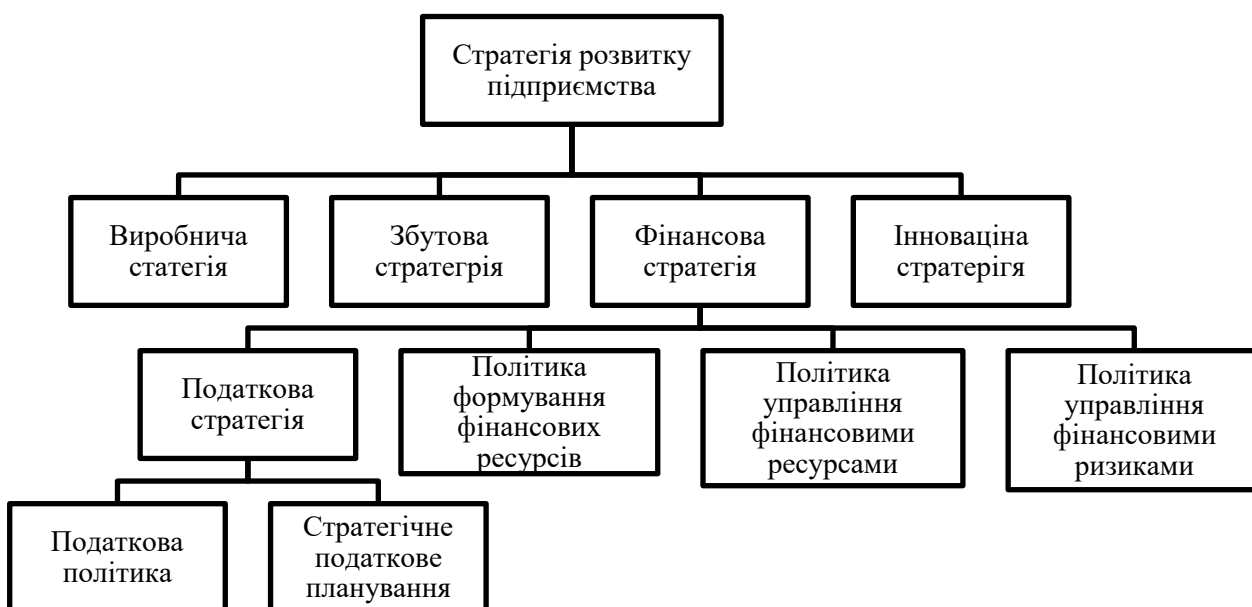 Стратегія розвитку
підприємства
Виробнича
статегія
Збутова
стратегрія
Фінансова
стратегія
Інноваціна
стратерігя
Податкова
стратегія
Політика
формування
фінансових
ресурсів
Політика
управління
фінансовими
ресурсами
Політика
управління
фінансовими
ризиками
Податкова
політика
Стратегічне
податкове
планування